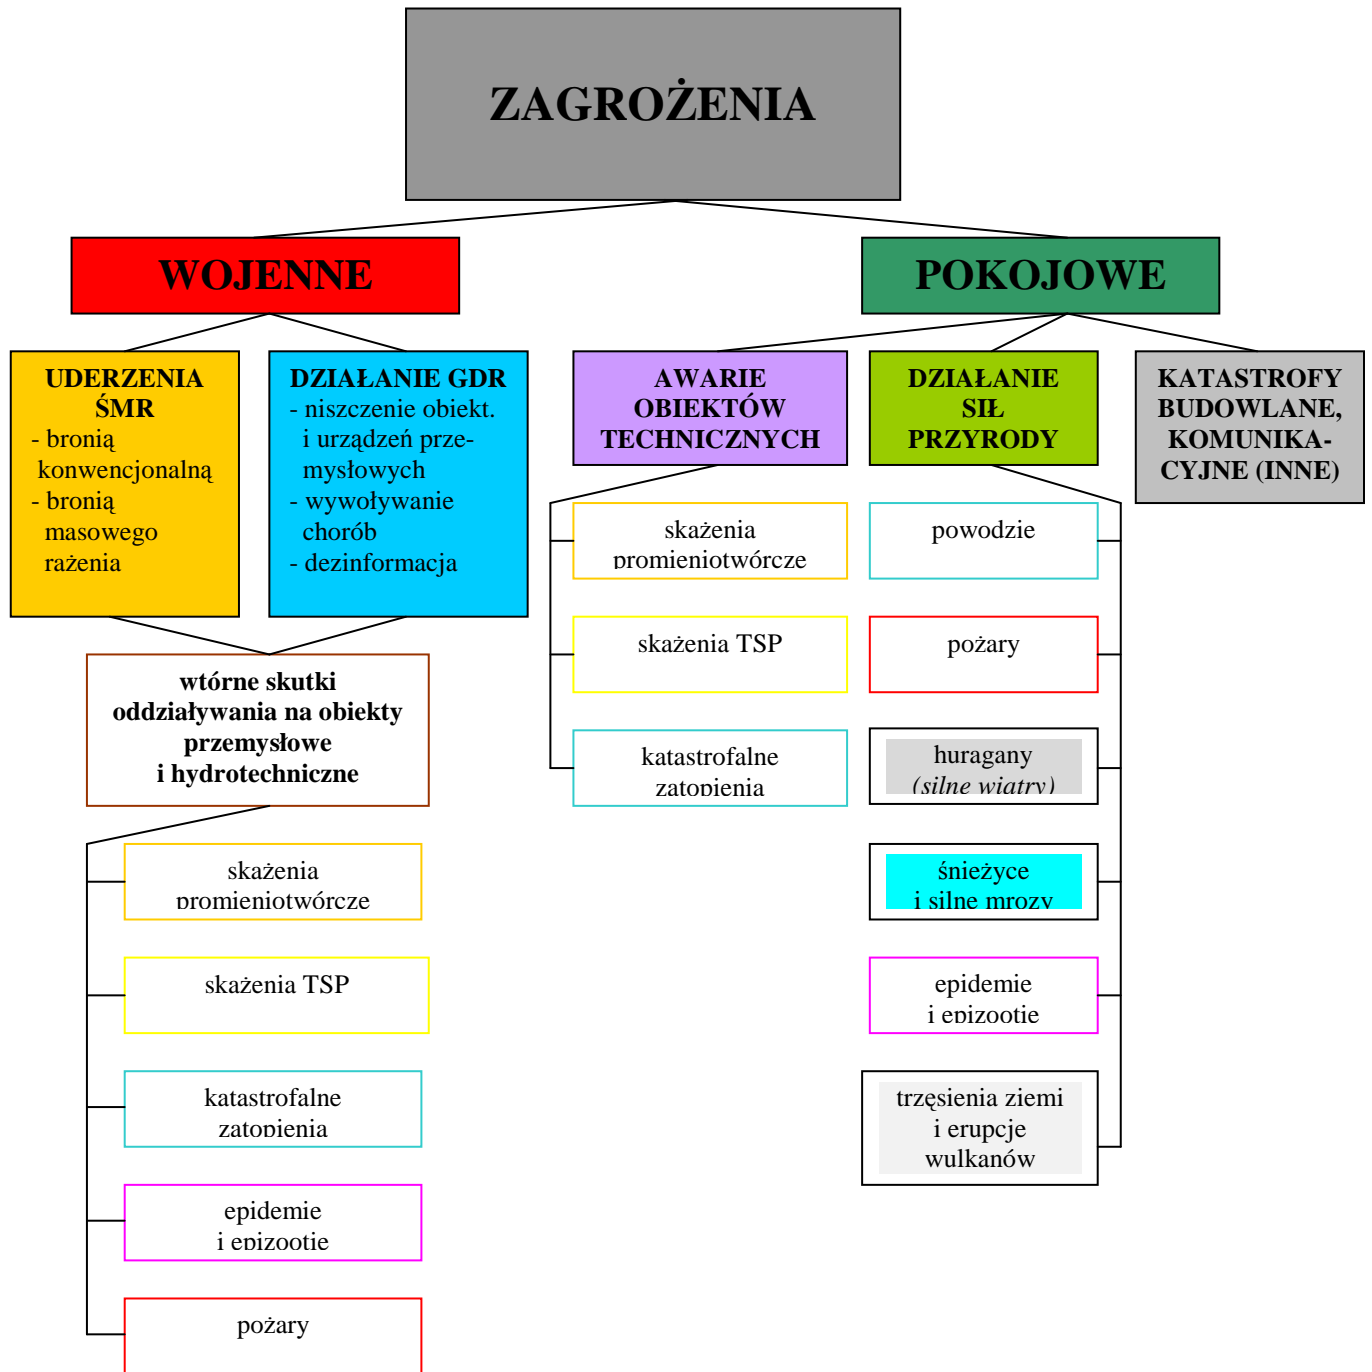 ZAGROŻENIA
WOJENNE
POKOJOWE
UDERZENIA
ŚMR
- bronią
konwencjonalną
- bronią
masowego
rażenia
DZIAŁANIE GDR
- niszczenie obiekt.
i urządzeń prze-
mysłowych
- wywoływanie
chorób
- dezinformacja
AWARIE
OBIEKTÓW
TECHNICZNYCH
DZIAŁANIE
SIŁ
PRZYRODY
KATASTROFY
BUDOWLANE,
KOMUNIKA-
CYJNE (INNE)
wtórne skutki
oddziaływania na obiekty
przemysłowe
i hydrotechniczne
skażenia
promieniotwórcze
skażenia TSP
katastrofalne
zatopienia
epidemie
i epizootie
pożary
skażenia
promieniotwórcze
skażenia TSP
katastrofalne
zatopienia
powodzie
pożary
huragany
(silne wiatry)
śnieżyce
i silne mrozy
epidemie
i epizootie
trzęsienia ziemi
i erupcje
wulkanów